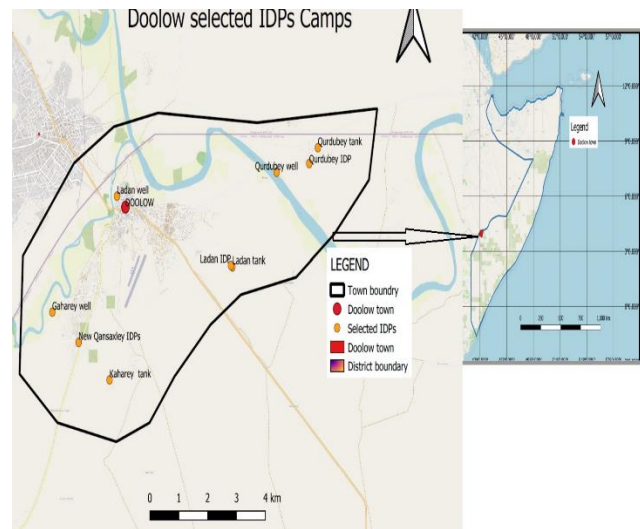 Doolow selected IDPs Camps
Qurdubey tank
Qurdubey well
Qurdubey IDP
Ladan well
DOOLOW
Ladan IDP
Ladan tank
Gaharey well
New Qansaxley IDPs
Kaharey tank
LEGEND
Town boundry
Doolow town
Selected IDPs
Doolow town
District boundary
0 1 2 3 4 km
Legend
Doolow town